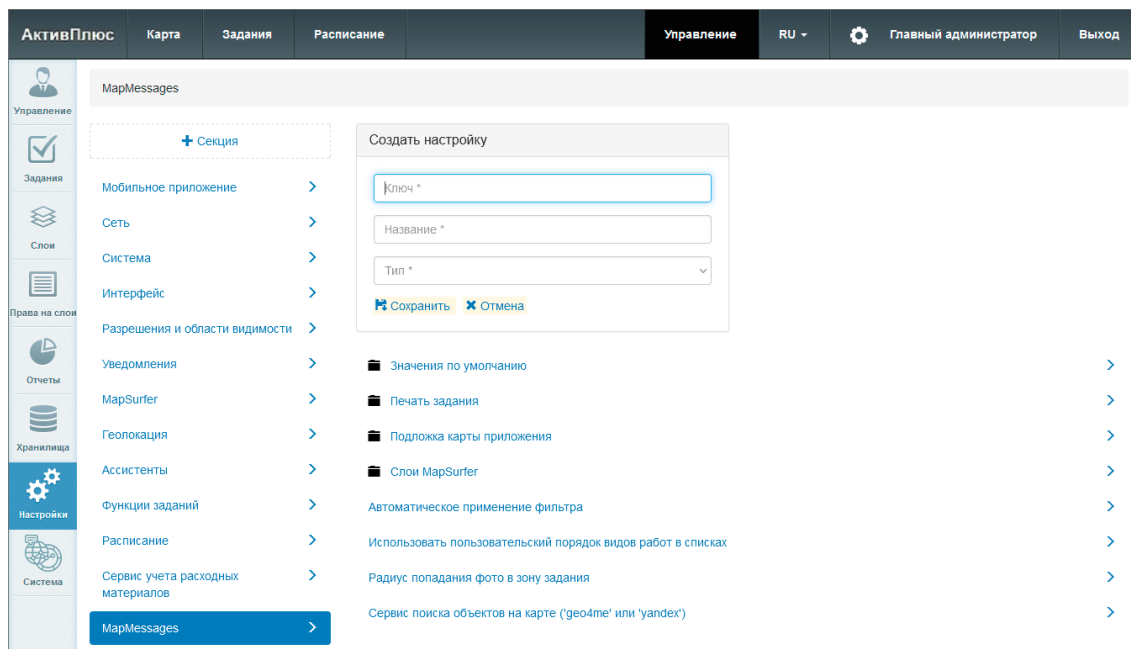 АктивПлюс
Карта
Задания
Расписание
Управление
RU
Главный администратор
Выход
Управление
Задания
Слои
Права на слои
Отчеты
Хранилища
Настройки
Система
MapMessages
Секция
Мобильное приложение
Сеть
Система
Интерфейс
Разрешения и области видимости
Уведомления
MapSurfer
Геолокация
Ассистенты
Функции заданий
Расписание
Сервис учета расходных
материалов
MapMessages
Создать настройку
Ключ *
Название *
Тип *
Сохранить
Отмена
Значения по умолчанию
Печать задания
Подложка карты приложения
Слои MapSurfer
Автоматическое применение фильтра
Использовать пользовательский порядок видов работ в списках
Радиус попадания фото в зону задания
Сервис поиска объектов на карте ('geo4me' или 'yandex')